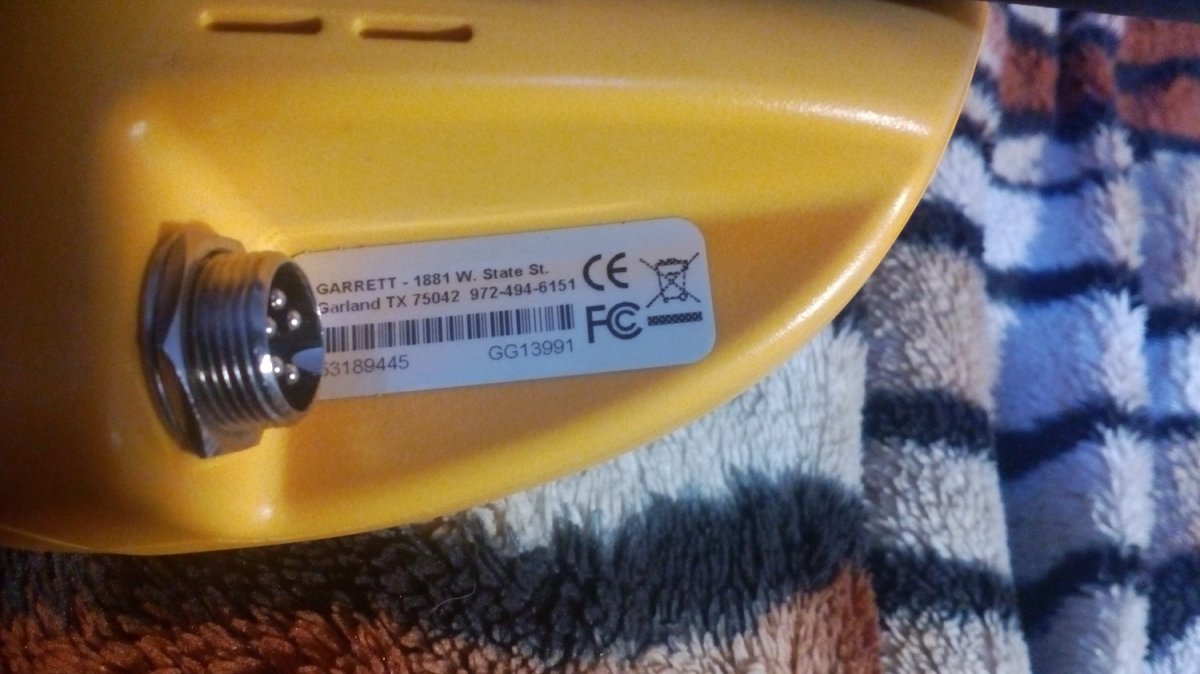 GARRETT - 1881 W. State St.
Garland TX 75042 972-494-6151
53189445
GG13991
CE
FC